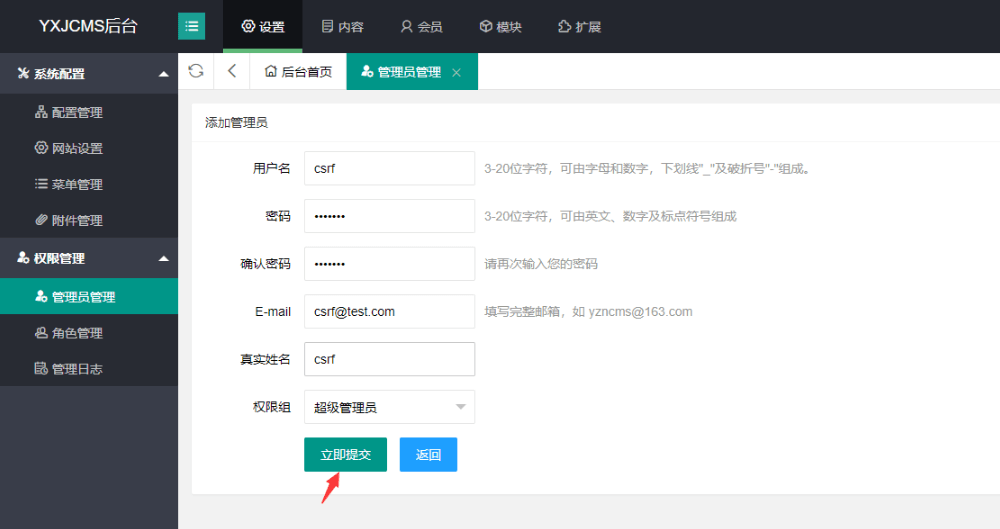 YXJCMS后台
设置
内容
会员
模块
扩展
系统配置
配置管理
网站设置
菜单管理
附件管理
权限管理
管理员管理
角色管理
管理日志
后台首页
管理员管理
添加管理员
用户名 csrf 3-20位字符，可由字母和数字，下划线"_"及破折号"-"组成。
密码 ••••••• 3-20位字符，可由英文、数字及标点符号组成
确认密码 ••••••• 请再次输入您的密码
E-mail csrf@test.com 填写完整邮箱，如 yzncms@163.com
真实姓名 csrf
权限组 超级管理员
立即提交 返回